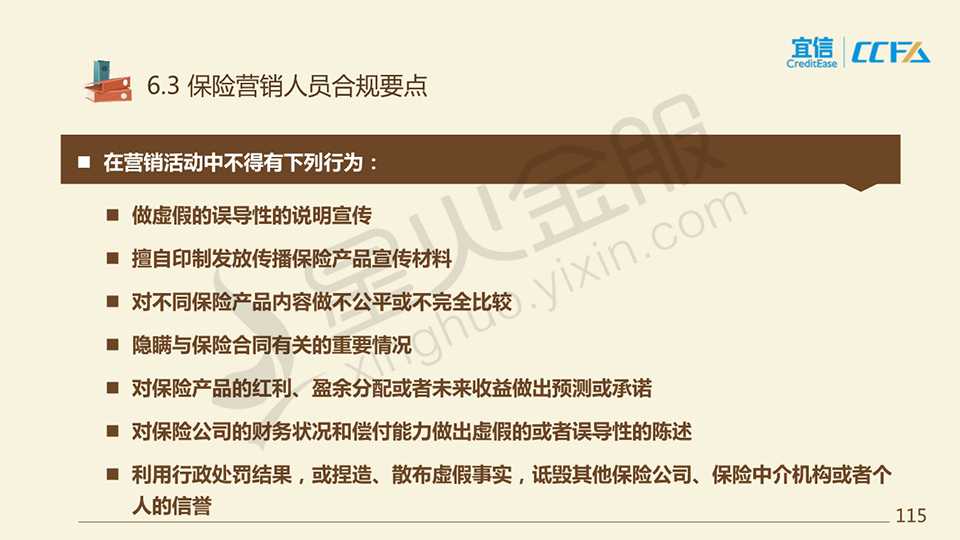 宜信
CreditEase
CCFA
6.3 保险营销人员合规要点
在营销活动中不得有下列行为：
做虚假的误导性的说明宣传
擅自印制发放传播保险产品宣传材料
对不同保险产品内容做不公平或不完全比较
隐瞒与保险合同有关的重要情况
对保险产品的红利、盈余分配或者未来收益做出预测或承诺
对保险公司的财务状况和偿付能力做出虚假的或者误导性的陈述
利用行政处罚结果，或捏造、散布虚假事实，诋毁其他保险公司、保险中介机构或者个
人的信誉
星火金服
xinghuo.yixin.com
115